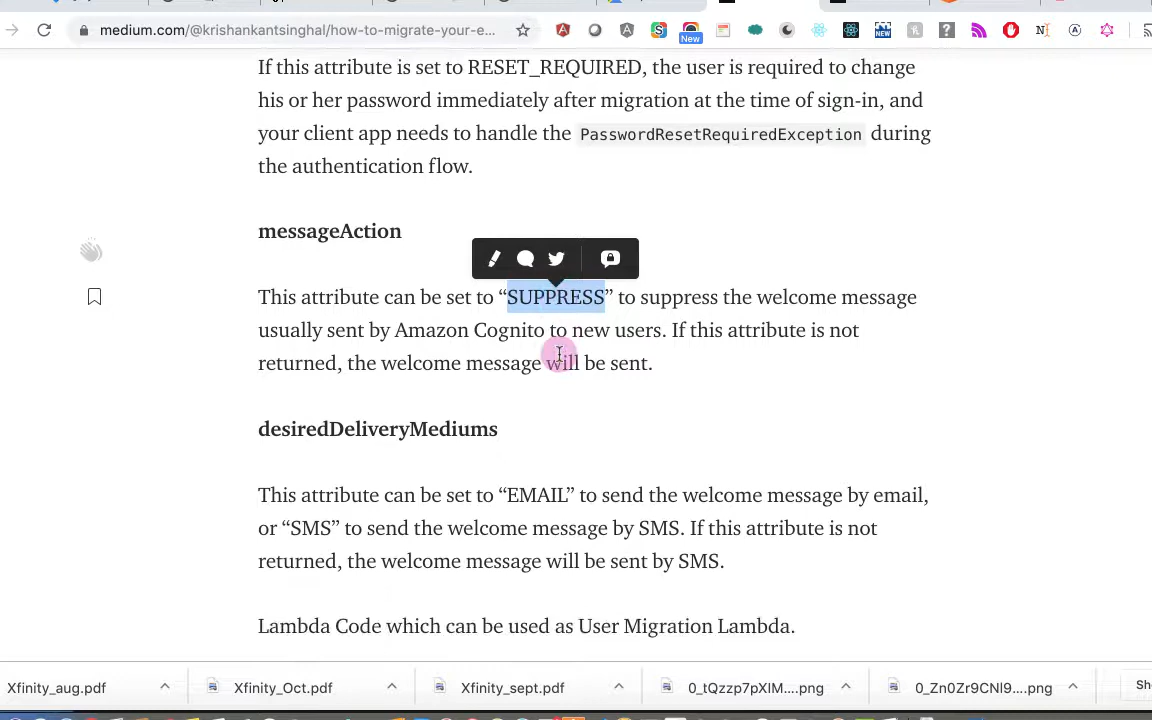 medium.com/@krishankantsinghal/how-to-migrate-your-e...
New
NEW
If this attribute is set to RESET_REQUIRED, the user is required to change
his or her password immediately after migration at the time of sign-in, and
your client app needs to handle the PasswordResetRequiredException during
the authentication flow.
messageAction
This attribute can be set to “SUPPRESS” to suppress the welcome message
usually sent by Amazon Cognito to new users. If this attribute is not
returned, the welcome message will be sent.
desiredDeliveryMediums
This attribute can be set to “EMAIL” to send the welcome message by email,
or “SMS” to send the welcome message by SMS. If this attribute is not
returned, the welcome message will be sent by SMS.
Lambda Code which can be used as User Migration Lambda.
Xfinity_aug.pdf
Xfinity_Oct.pdf
Xfinity_sept.pdf
0_tQzzp7pXIM....png
0_Zn0Zr9CNI9....png